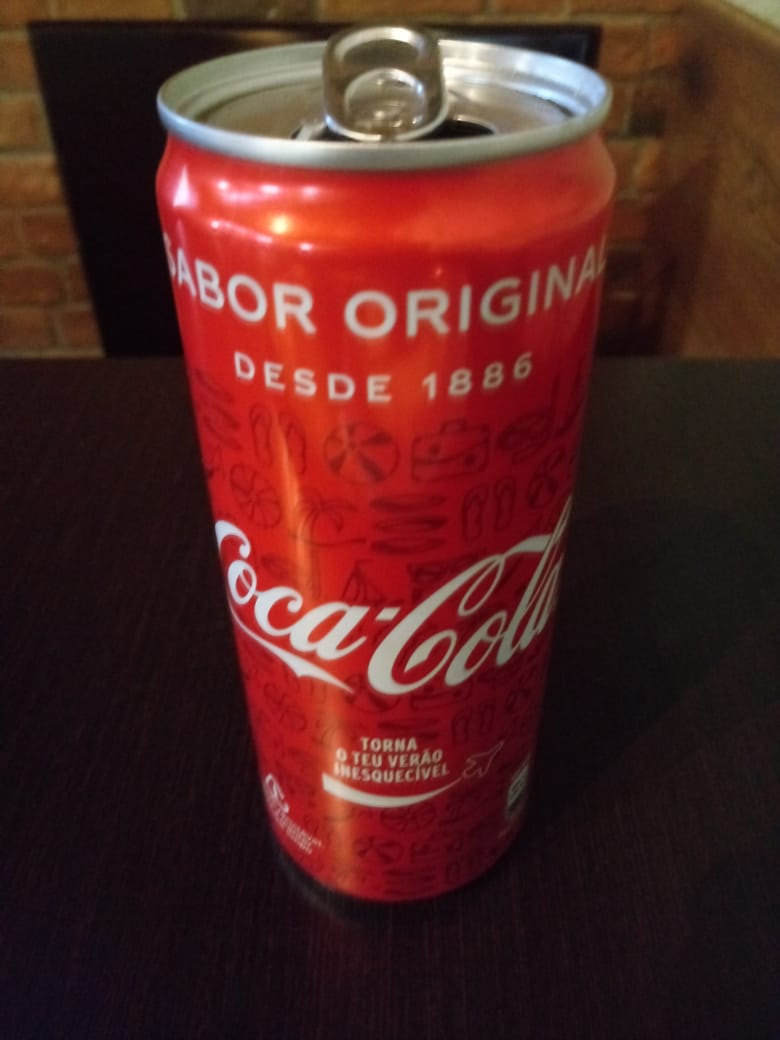 SABOR ORIGINAL
DESDE 1886
Coca-Cola
TORNA
O TEU VERÃO
INESQUECÍVEL